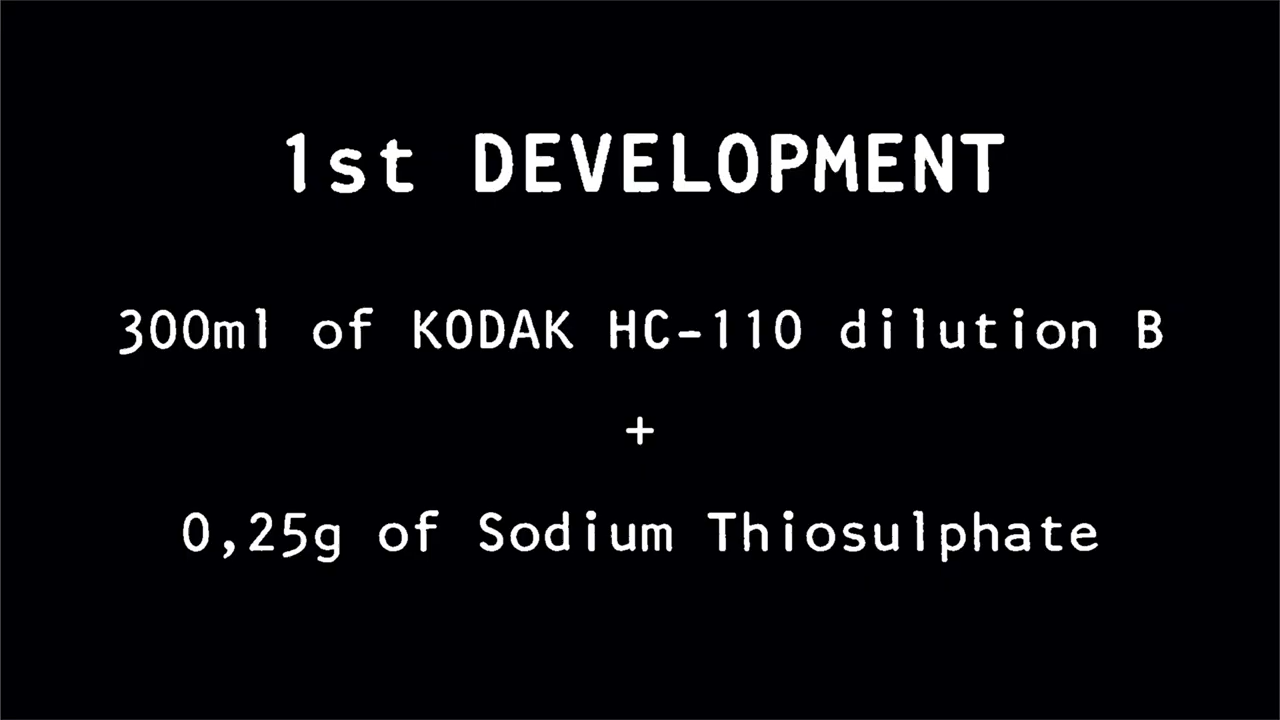 1st DEVELOPMENT
300ml of KODAK HC-110 dilution B
+
0,25g of Sodium Thiosulphate